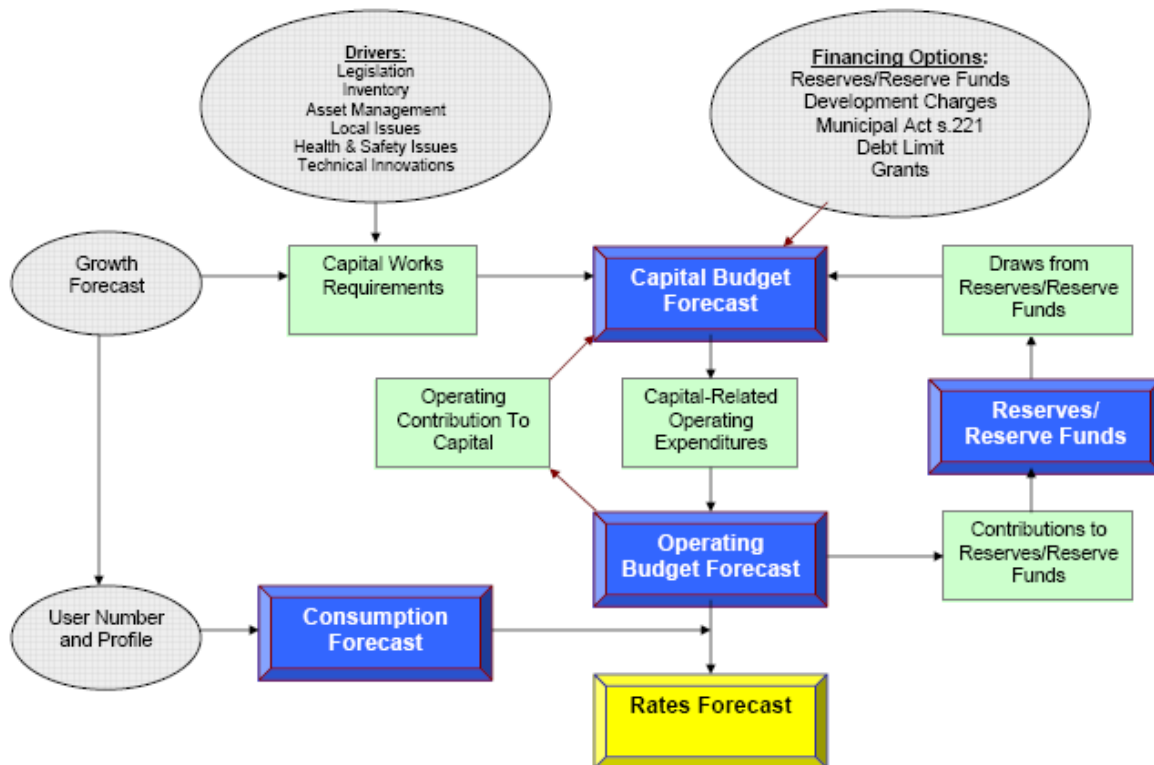 Drivers:
Legislation
Inventory
Asset Management
Local Issues
Health & Safety Issues
Technical Innovations
Financing Options:
Reserves/Reserve Funds
Development Charges
Municipal Act s.221
Debt Limit
Grants
Growth
Forecast
Capital Works
Requirements
Capital Budget
Forecast
Draws from
Reserves/Reserve
Funds
Operating
Contribution To
Capital
Capital-Related
Operating
Expenditures
Reserves/
Reserve Funds
Operating
Budget Forecast
Contributions to
Reserves/Reserve
Funds
User Number
and Profile
Consumption
Forecast
Rates Forecast